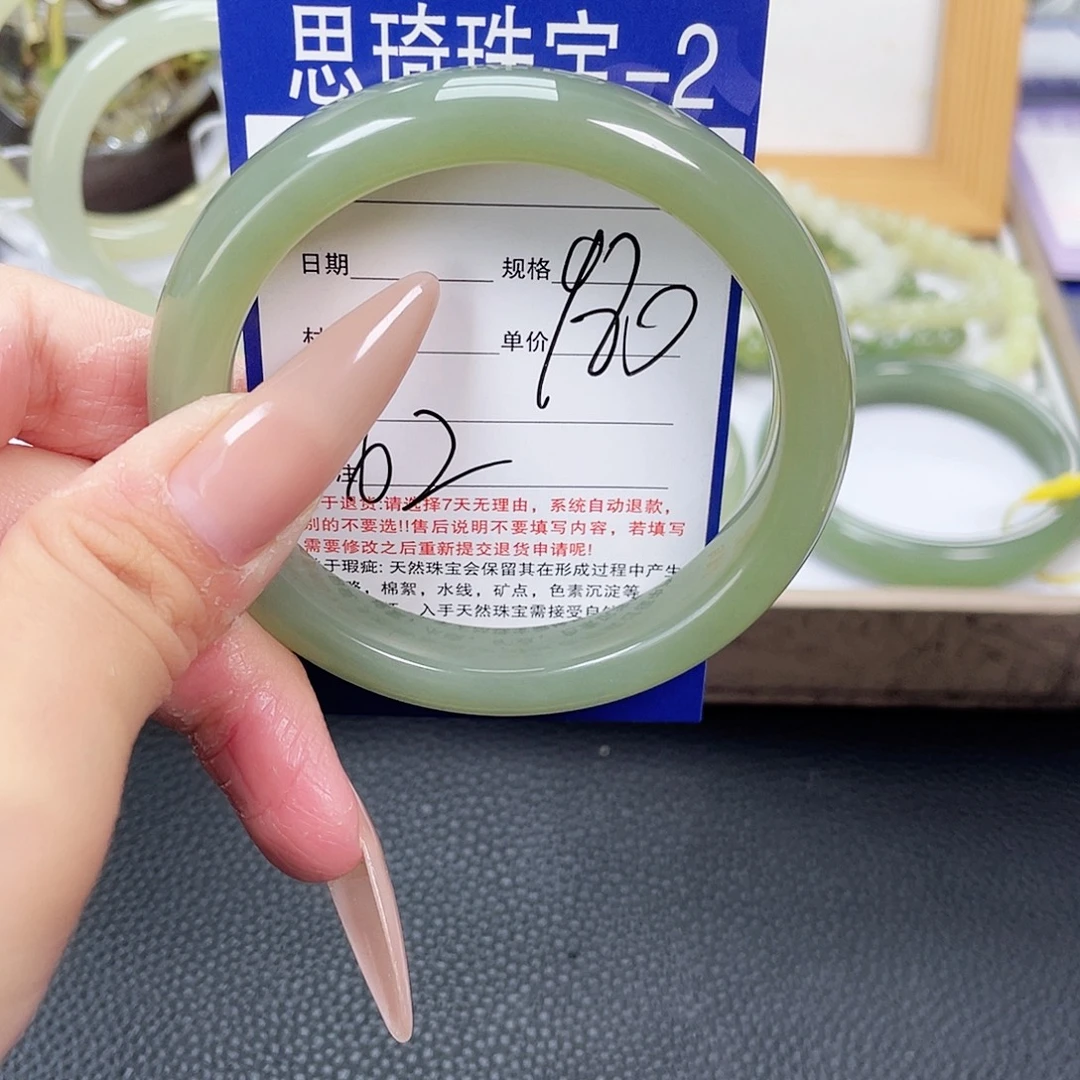 思琦珠宝-2
日期 规格
单价 920
62
于退货:请选择7天无理由，系统自动退款，
别的不要选!!售后说明不要填写内容，若填写
需要修改之后重新提交退货申请呢!
于瑕疵: 天然珠宝会保留其在形成过程中产生
，棉絮，水线，矿点，色素沉淀等
入手天然珠宝需接受自